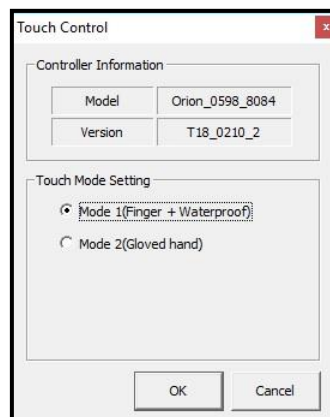 Touch Control
x
Controller Information
Model Orion_0598_8084
Version T18_0210_2
Touch Mode Setting
Mode 1(Finger + Waterproof)
Mode 2(Gloved hand)
OK Cancel